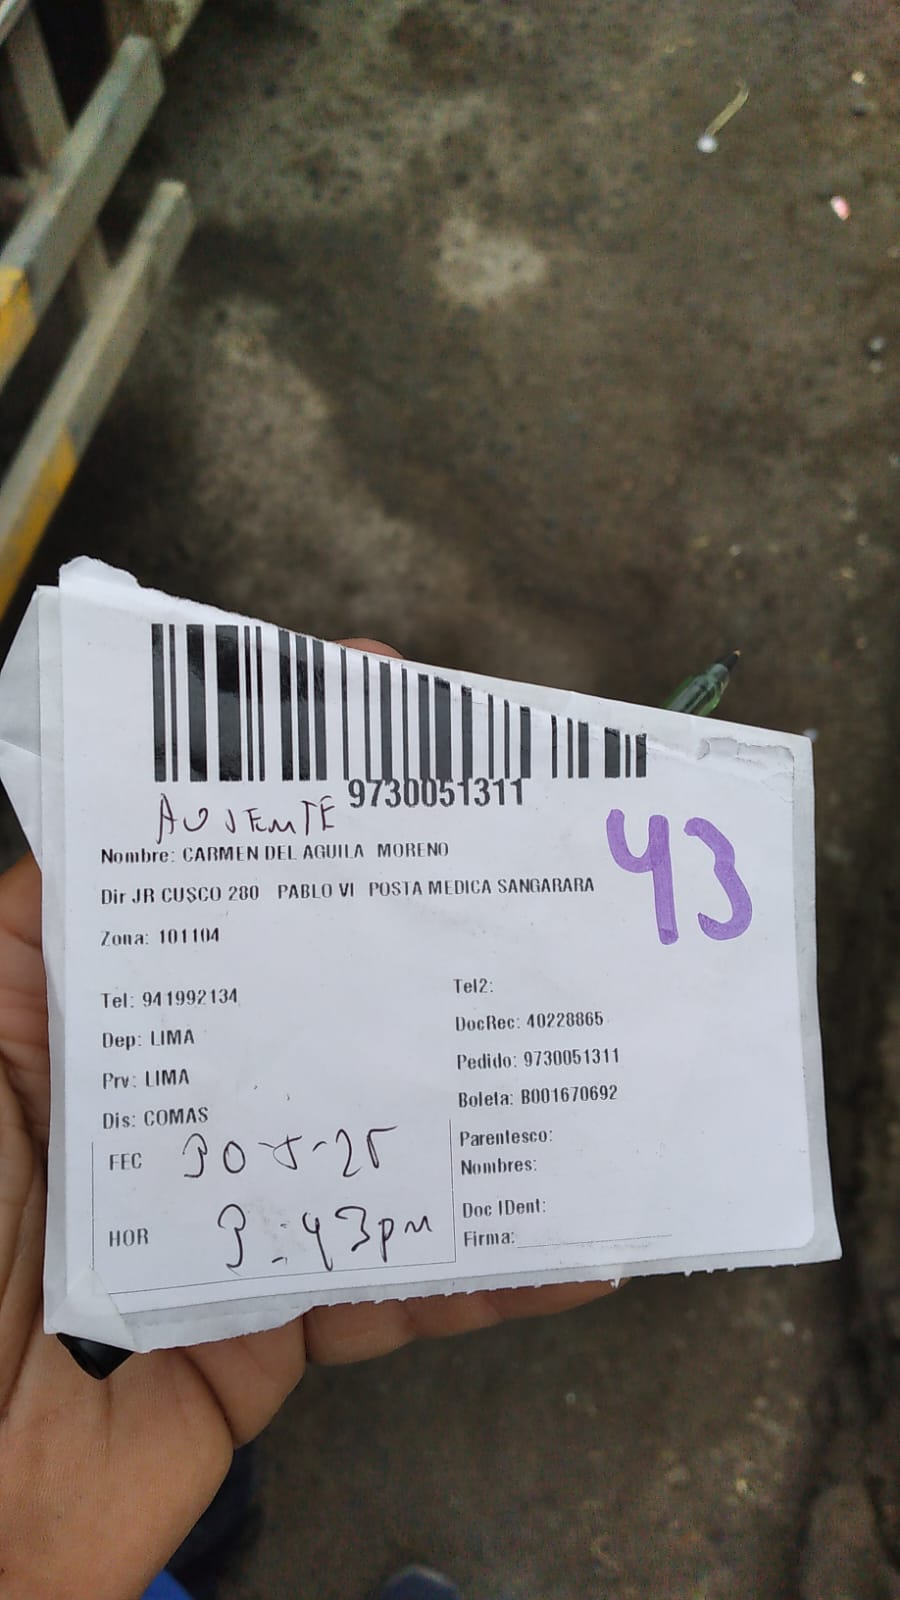 9730051311
AUSENTE
Nombre: CARMEN DEL AGUILA MORENO
43
Dir JR CUSCO 280 PABLO VI POSTA MEDICA SANGARARA
Zona: 101104
Tel: 941992134
Tel2:
Dep: LIMA
DocRec: 40228865
Prv: LIMA
Pedido: 9730051311
Dis: COMAS
Boleta: B001670692
FEC 30-5-25
Parentesco:
Nombres:
HOR 3:43pm
Doc IDent:
Firma: